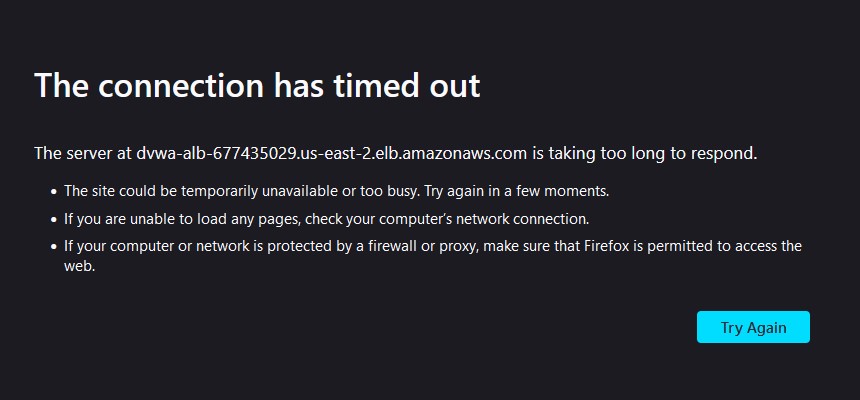 The connection has timed out
The server at dvwa-alb-677435029.us-east-2.elb.amazonaws.com is taking too long to respond.
• The site could be temporarily unavailable or too busy. Try again in a few moments.
• If you are unable to load any pages, check your computer’s network connection.
• If your computer or network is protected by a firewall or proxy, make sure that Firefox is permitted to access the
web.
Try Again